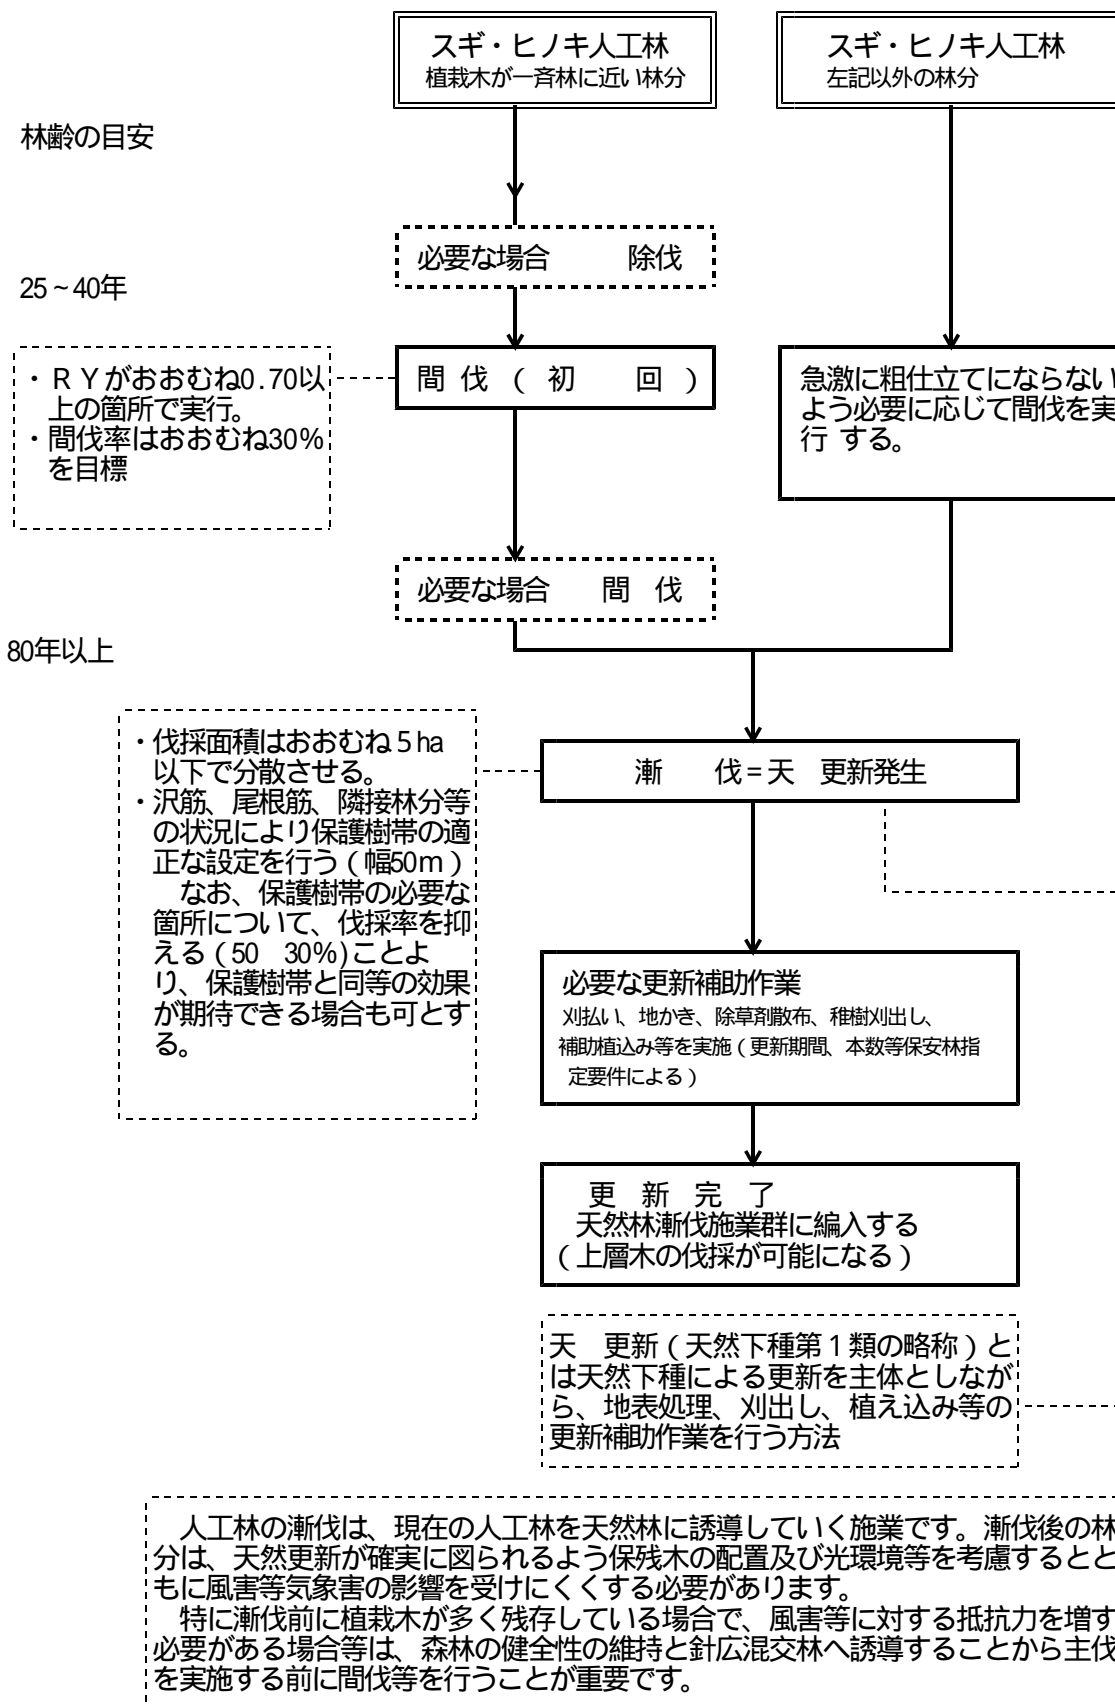 スギ・ヒノキ人工林
植栽木が一斉林に近い林分
スギ・ヒノキ人工林
左記以外の林分
林齢の目安
必要な場合　　除伐
25~40年
・ＲＹがおおむね0.70以
上の箇所で実行。
・間伐率はおおむね30%
を目標
間 伐 ( 初　 回 )
急激に粗仕立てにならない
よう必要に応じて間伐を実
行 する。
必要な場合　　間　伐
80年以上
・伐採面積はおおむね５ha
以下で分散させる。
・沢筋、尾根筋、隣接林分等
の状況により保護樹帯の適
正な設定を行う（幅50ｍ）
なお、保護樹帯の必要な
箇所について、伐採率を抑
える（50　30%)ことよ
り、保護樹帯と同等の効果
が期待できる場合も可とす
る。
漸　　伐＝天　更新発生
必要な更新補助作業
刈払い、地かき、除草剤散布、稚樹刈出し、
補助植込み等を実施（更新期間、本数等保安林指
定要件による）
更　新　完　了
天然林漸伐施業群に編入する
（上層木の伐採が可能になる）
天　更新（天然下種第１類の略称）と
は天然下種による更新を主体としなが
ら、地表処理、刈出し、植え込み等の
更新補助作業を行う方法
人工林の漸伐は、現在の人工林を天然林に誘導していく施業です。漸伐後の林
分は、天然更新が確実に図られるよう保残木の配置及び光環境等を考慮するとと
もに風害等気象害の影響を受けにくくする必要があります。
特に漸伐前に植栽木が多く残存している場合で、風害等に対する抵抗力を増す
必要がある場合等は、森林の健全性の維持と針広混交林へ誘導することから主伐
を実施する前に間伐等を行うことが重要です。